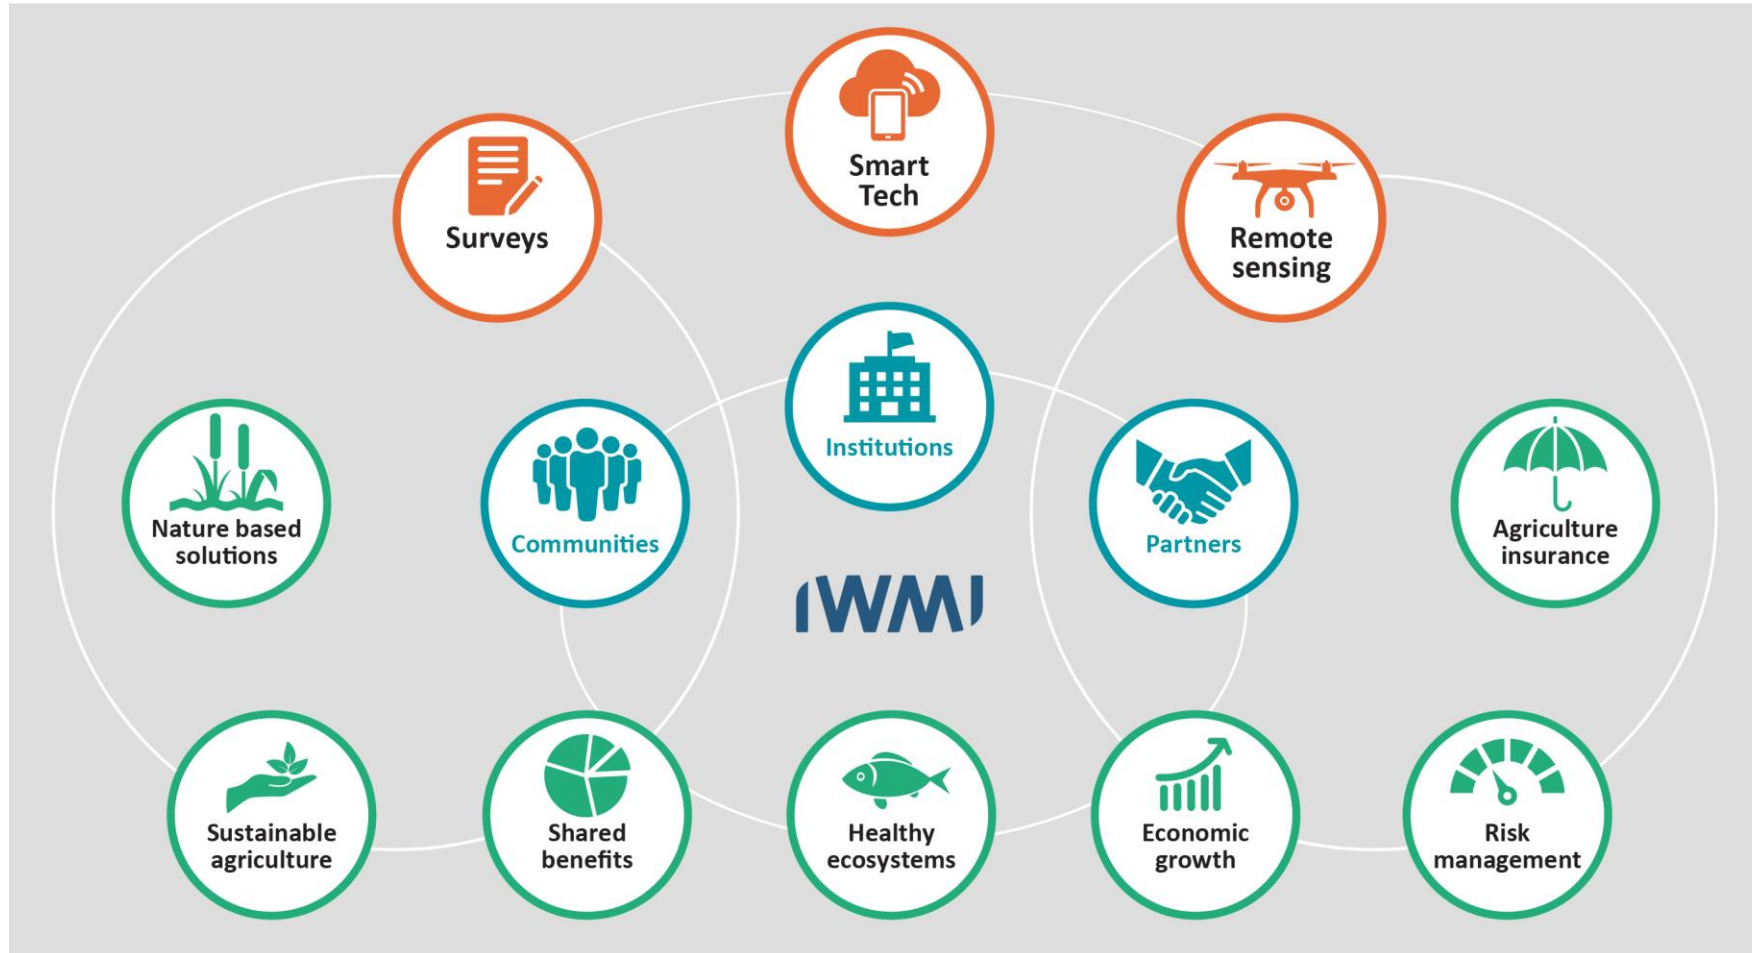 Smart
Tech
Surveys
Remote
sensing
Institutions
Nature based
solutions
Communities
Partners
Agriculture
insurance
IWMI
Sustainable
agriculture
Shared
benefits
Healthy
ecosystems
Economic
growth
Risk
management